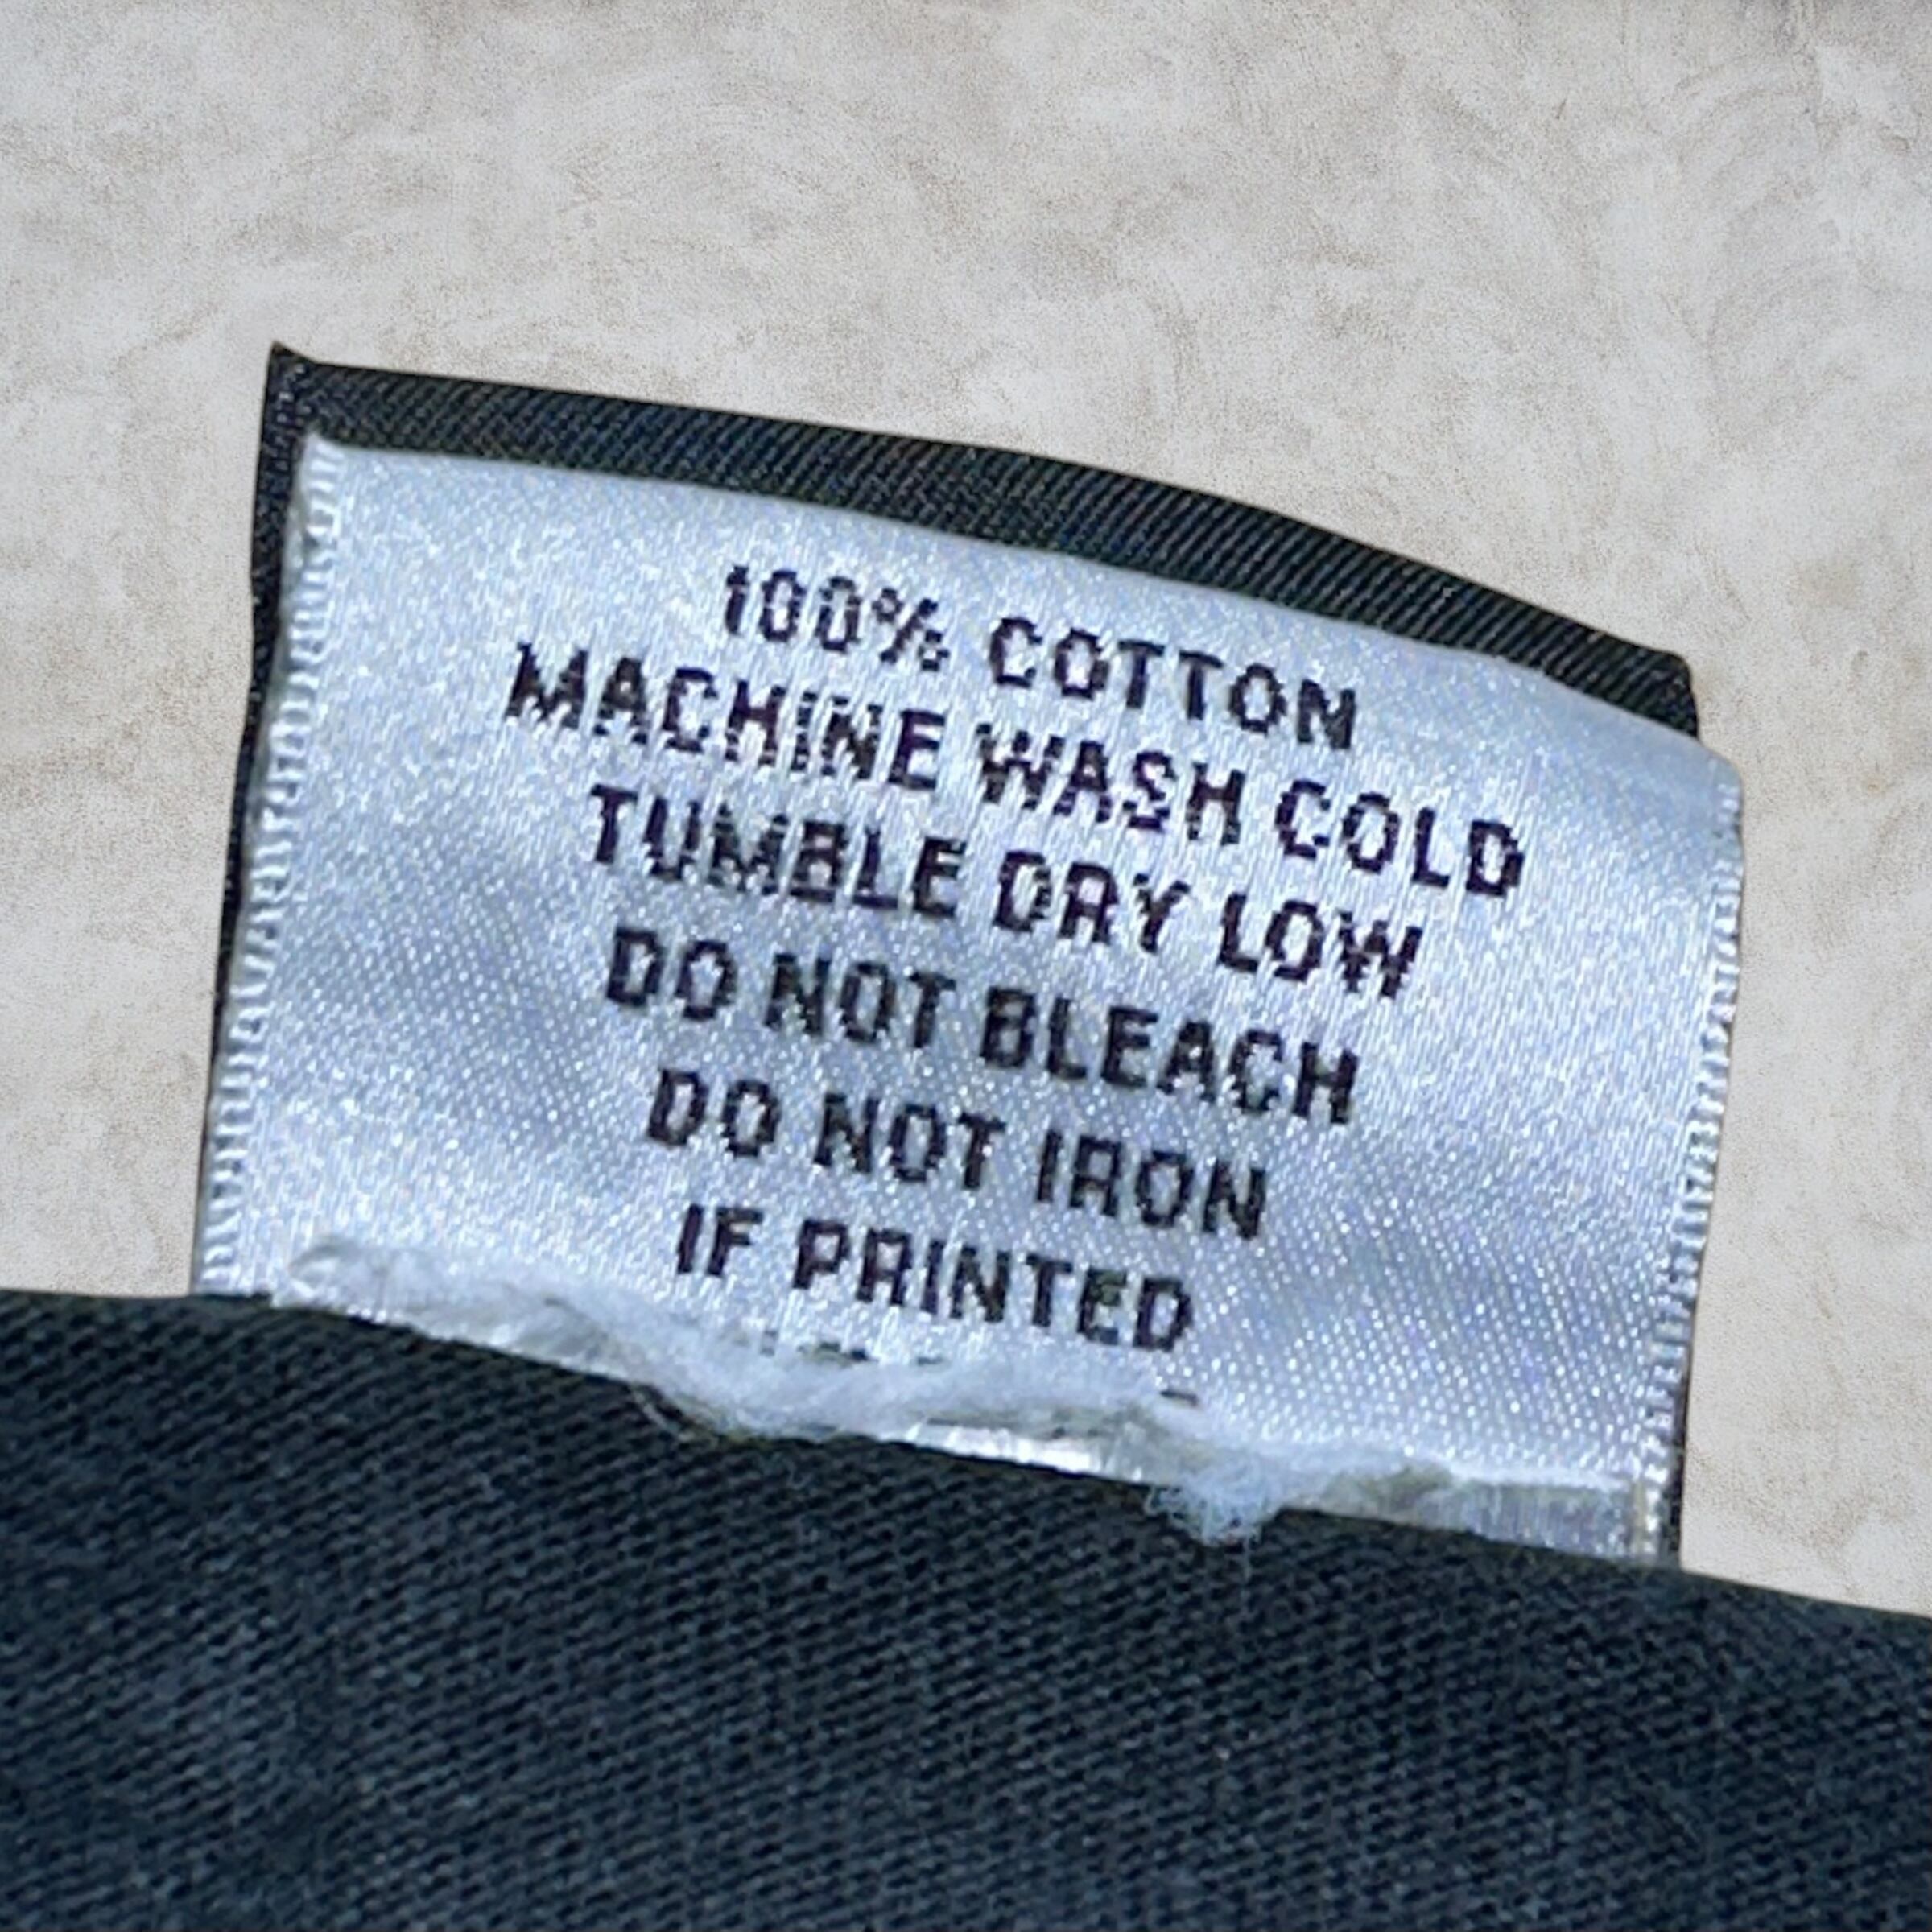 100% COTTON
MACHINE WASH COLD
TUMBLE DRY LOW
DO NOT BLEACH
DO NOT IRON
IF PRINTED